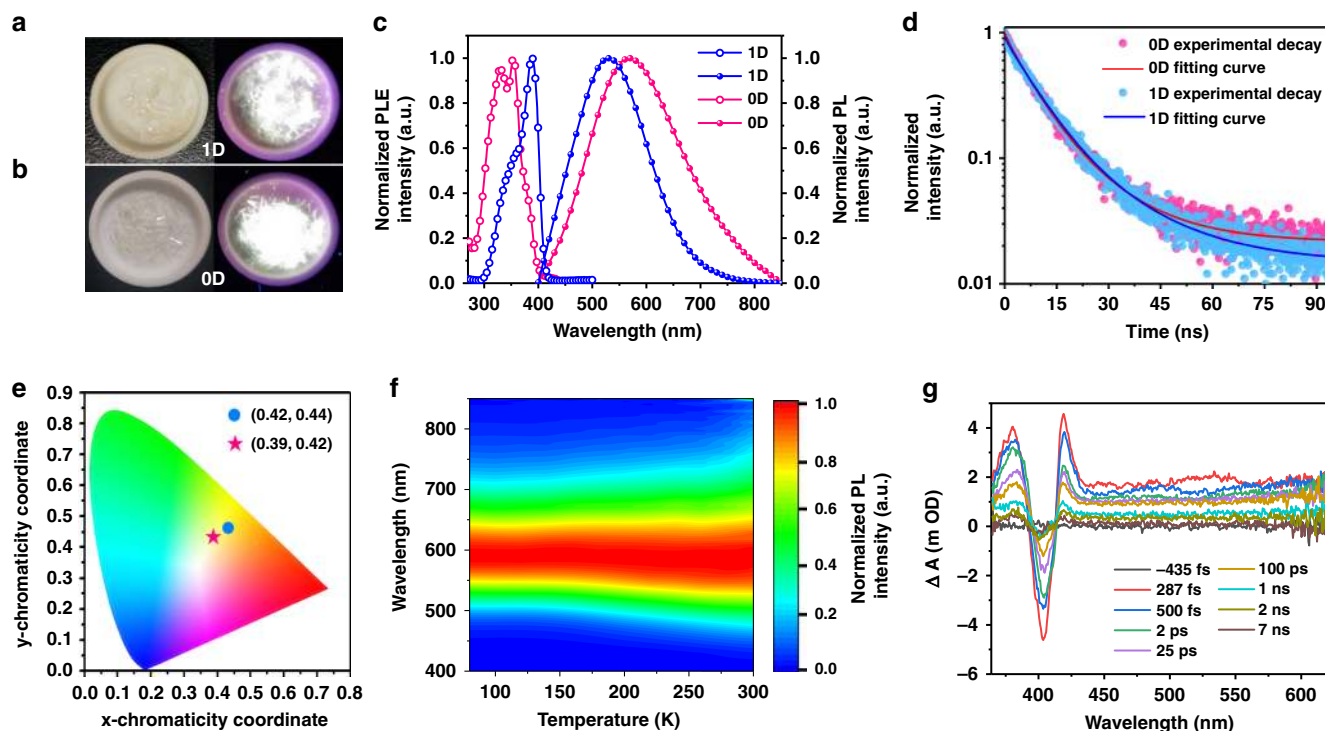 a
1D
b
0D
c
Normalized PLE
intensity (a.u.)
1.0
0.8
0.6
0.4
0.2
0.0
1D
1D
0D
0D
1.0
0.8
0.6
0.4
0.2
0.0
Normalized PL
intensity (a.u.)
300 400 500 600 700 800
Wavelength (nm)
d
Normalized
intensity (a.u.)
1
0.1
0.01
0D experimental decay
0D fitting curve
1D experimental decay
1D fitting curve
0 15 30 45 60 75 90
Time (ns)
e
y-chromaticity coordinate
0.9
0.8
0.7
0.6
0.5
0.4
0.3
0.2
0.1
0.0
(0.42, 0.44)
(0.39, 0.42)
0.0 0.1 0.2 0.3 0.4 0.5 0.6 0.7 0.8
x-chromaticity coordinate
f
Wavelength (nm)
800
700
600
500
400
100 150 200 250 300
Temperature (K)
1.0
0.8
0.6
0.4
0.2
0.0
Normalized PL
intensity (a.u.)
g
Δ A (m OD)
4
2
0
−2
−4
−6
−435 fs
287 fs
500 fs
2 ps
25 ps
100 ps
1 ns
2 ns
7 ns
400 450 500 550 600
Wavelength (nm)